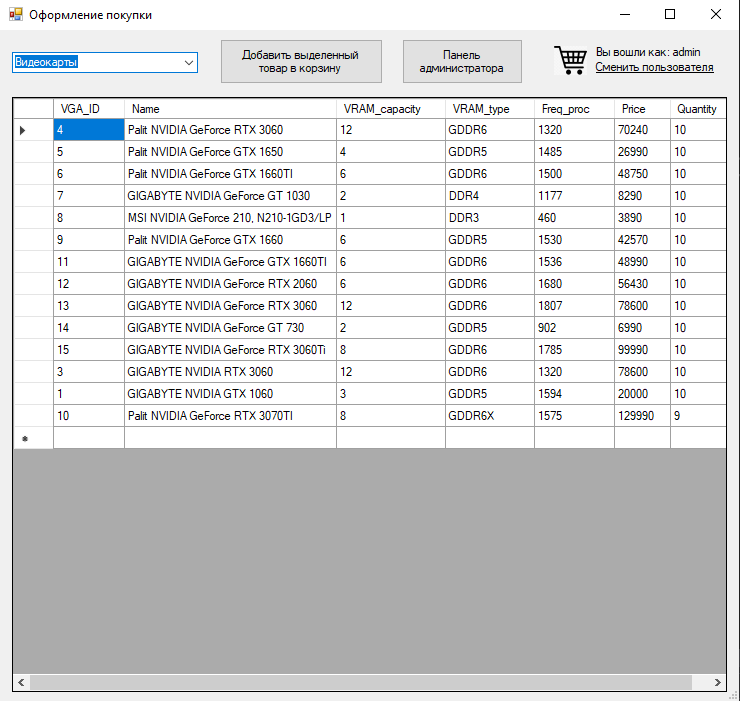 Оформление покупки
Видеокарты
Добавить выделенный
товар в корзину
Панель
администратора
Вы вошли как: admin
Сменить пользователя
VGA_ID Name VRAM_capacity VRAM_type Freq_proc Price Quantity
4 Palit NVIDIA GeForce RTX 3060 12 GDDR6 1320 70240 10
5 Palit NVIDIA GeForce GTX 1650 4 GDDR5 1485 26990 10
6 Palit NVIDIA GeForce GTX 1660TI 6 GDDR6 1500 48750 10
7 GIGABYTE NVIDIA GeForce GT 1030 2 DDR4 1177 8290 10
8 MSI NVIDIA GeForce 210, N210-1GD3/LP 1 DDR3 460 3890 10
9 Palit NVIDIA GeForce GTX 1660 6 GDDR5 1530 42570 10
11 GIGABYTE NVIDIA GeForce GTX 1660TI 6 GDDR6 1536 48990 10
12 GIGABYTE NVIDIA GeForce RTX 2060 6 GDDR6 1680 56430 10
13 GIGABYTE NVIDIA GeForce RTX 3060 12 GDDR6 1807 78600 10
14 GIGABYTE NVIDIA GeForce GT 730 2 GDDR5 902 6990 10
15 GIGABYTE NVIDIA GeForce RTX 3060Ti 8 GDDR6 1785 99990 10
3 GIGABYTE NVIDIA RTX 3060 12 GDDR6 1320 78600 10
1 GIGABYTE NVIDIA GTX 1060 3 GDDR5 1594 20000 10
10 Palit NVIDIA GeForce RTX 3070TI 8 GDDR6X 1575 129990 9